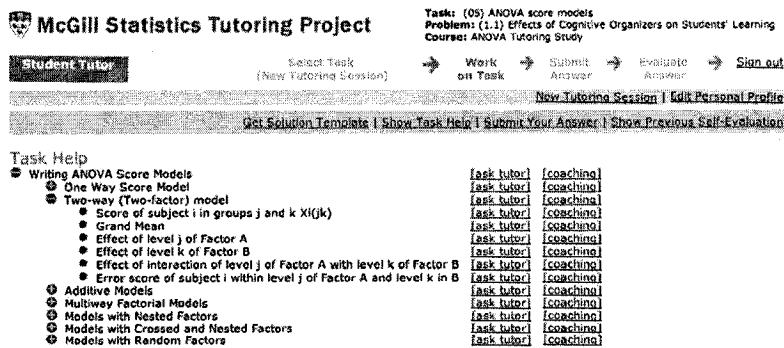 McGill Statistics Tutoring Project
Task: (05) ANOVA score models
Problem: (1.1) Effects of Cognitive Organizers on Students' Learning
Course: ANOVA Tutoring Study
Student Tutor
Select Task
(New Tutoring Session)
Work
on Task
Submit
Answer
Evaluate
Answer
Sign out
New Tutoring Session | Edit Personal Profile
Get Solution Template | Show Task Help | Submit Your Answer | Show Previous Self-Evaluation
Task Help
Writing ANOVA Score Models [ask tutor] [coaching]
One Way Score Model [ask tutor] [coaching]
Two-way (Two-factor) model [ask tutor] [coaching]
Score of subject i in groups j and k Xi(jk) [ask tutor] [coaching]
Grand Mean [ask tutor] [coaching]
Effect of level j of Factor A [ask tutor] [coaching]
Effect of level k of Factor B [ask tutor] [coaching]
Effect of interaction of level j of Factor A with level k of Factor B [ask tutor] [coaching]
Error score of subject i within level j of Factor A and level k in B [ask tutor] [coaching]
Additive Models [ask tutor] [coaching]
Multiway Factorial Models [ask tutor] [coaching]
Models with Nested Factors [ask tutor] [coaching]
Models with Crossed and Nested Factors [ask tutor] [coaching]
Models with Random Factors [ask tutor] [coaching]